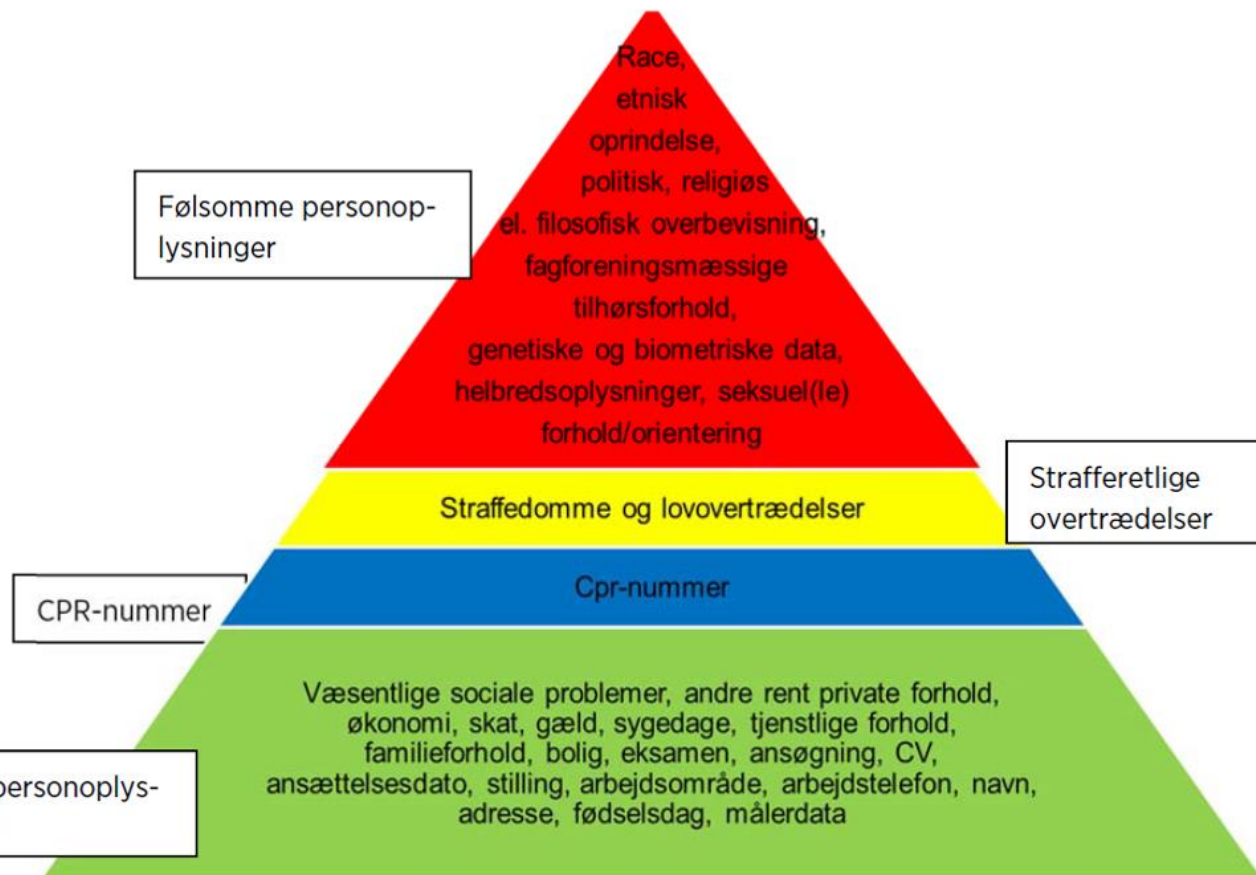 Race,
etnisk
oprindelse,
politisk, religiøs
el. filosofisk overbevisning,
fagforeningsmæssige
tilhørsforhold,
genetiske og biometriske data,
helbredsoplysninger, seksuel(le)
forhold/orientering
Følsomme personop-
lysninger
Straffedomme og lovovertrædelser
Strafferetlige
overtrædelser
Cpr-nummer
CPR-nummer
Væsentlige sociale problemer, andre rent private forhold,
økonomi, skat, gæld, sygedage, tjenstlige forhold,
familieforhold, bolig, eksamen, ansøgning, CV,
ansættelsesdato, stilling, arbejdsområde, arbejdstelefon, navn,
adresse, fødselsdag, målerdata
personoplys-